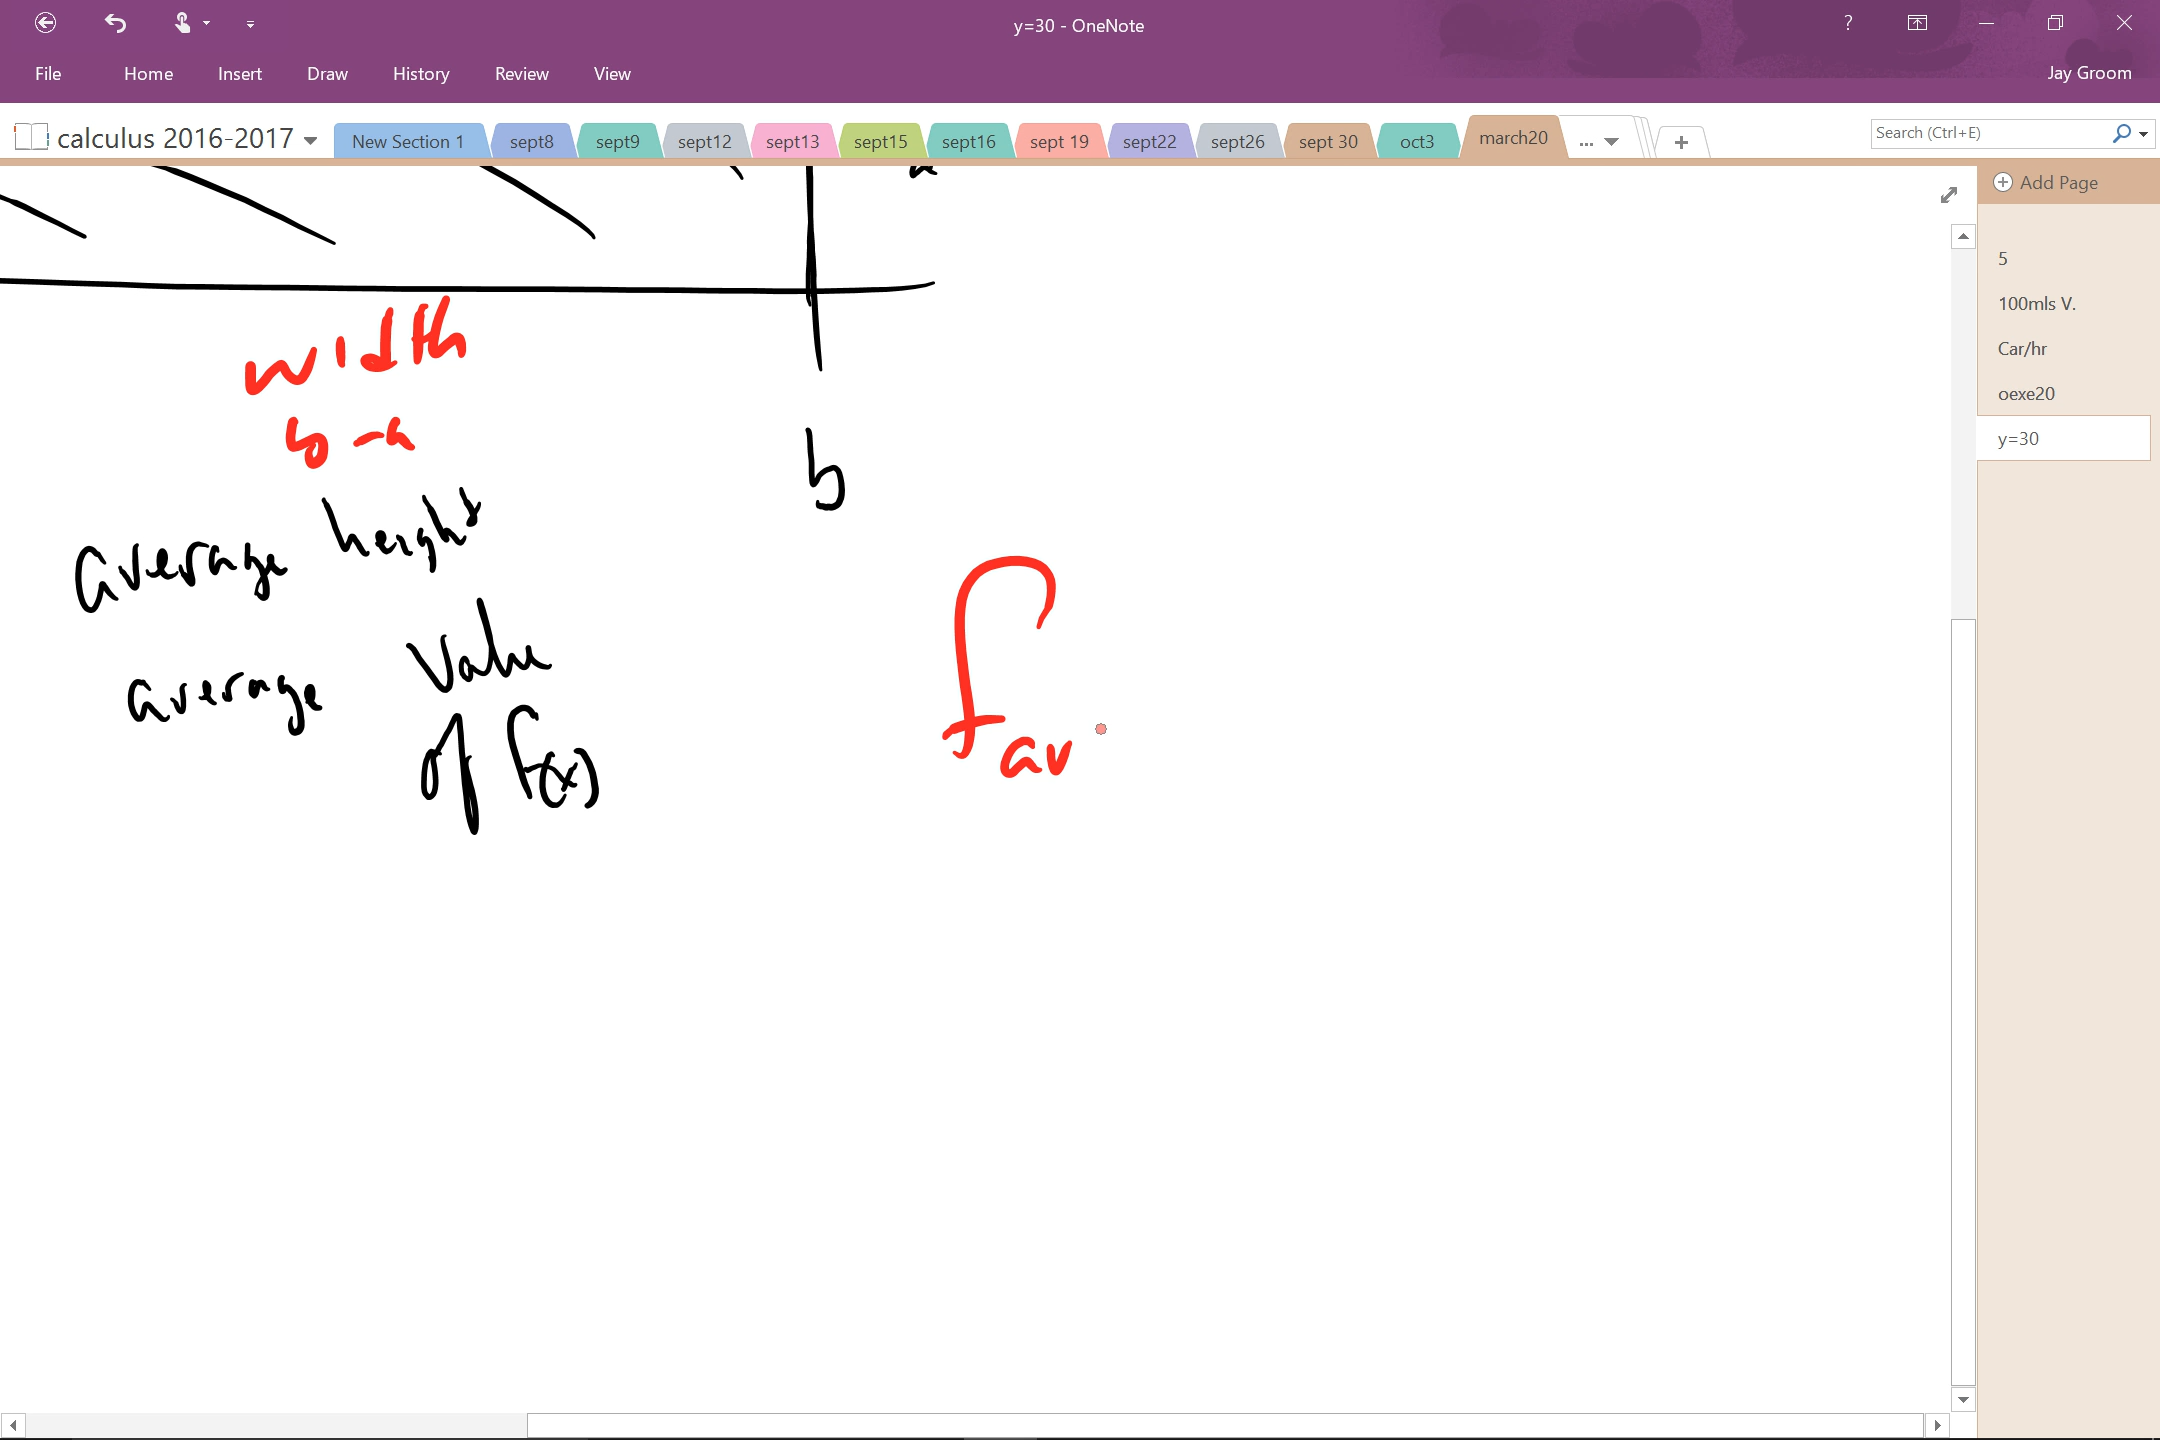 y=30 - OneNote
?
File Home Insert Draw History Review View
Jay Groom
calculus 2016-2017
New Section 1 sept8 sept9 sept12 sept13 sept15 sept16 sept 19 sept22 sept26 sept 30 oct3 march20 ...
Search (Ctrl+E)
Add Page
5
100mls V.
Car/hr
oexe20
y=30
width
b-a
b
average height
average value
of f(x)
f av